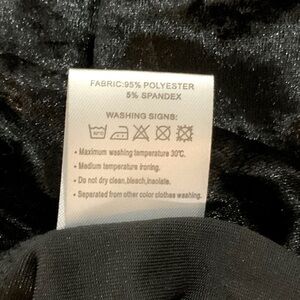 FABRIC:95% POLYESTER
5% SPANDEX
WASHING SIGNS:
• Maximum washing temperature 30℃.
• Medium temperature ironing.
• Do not dry clean,bleach,insolate.
• Separated from other color clothes washing.